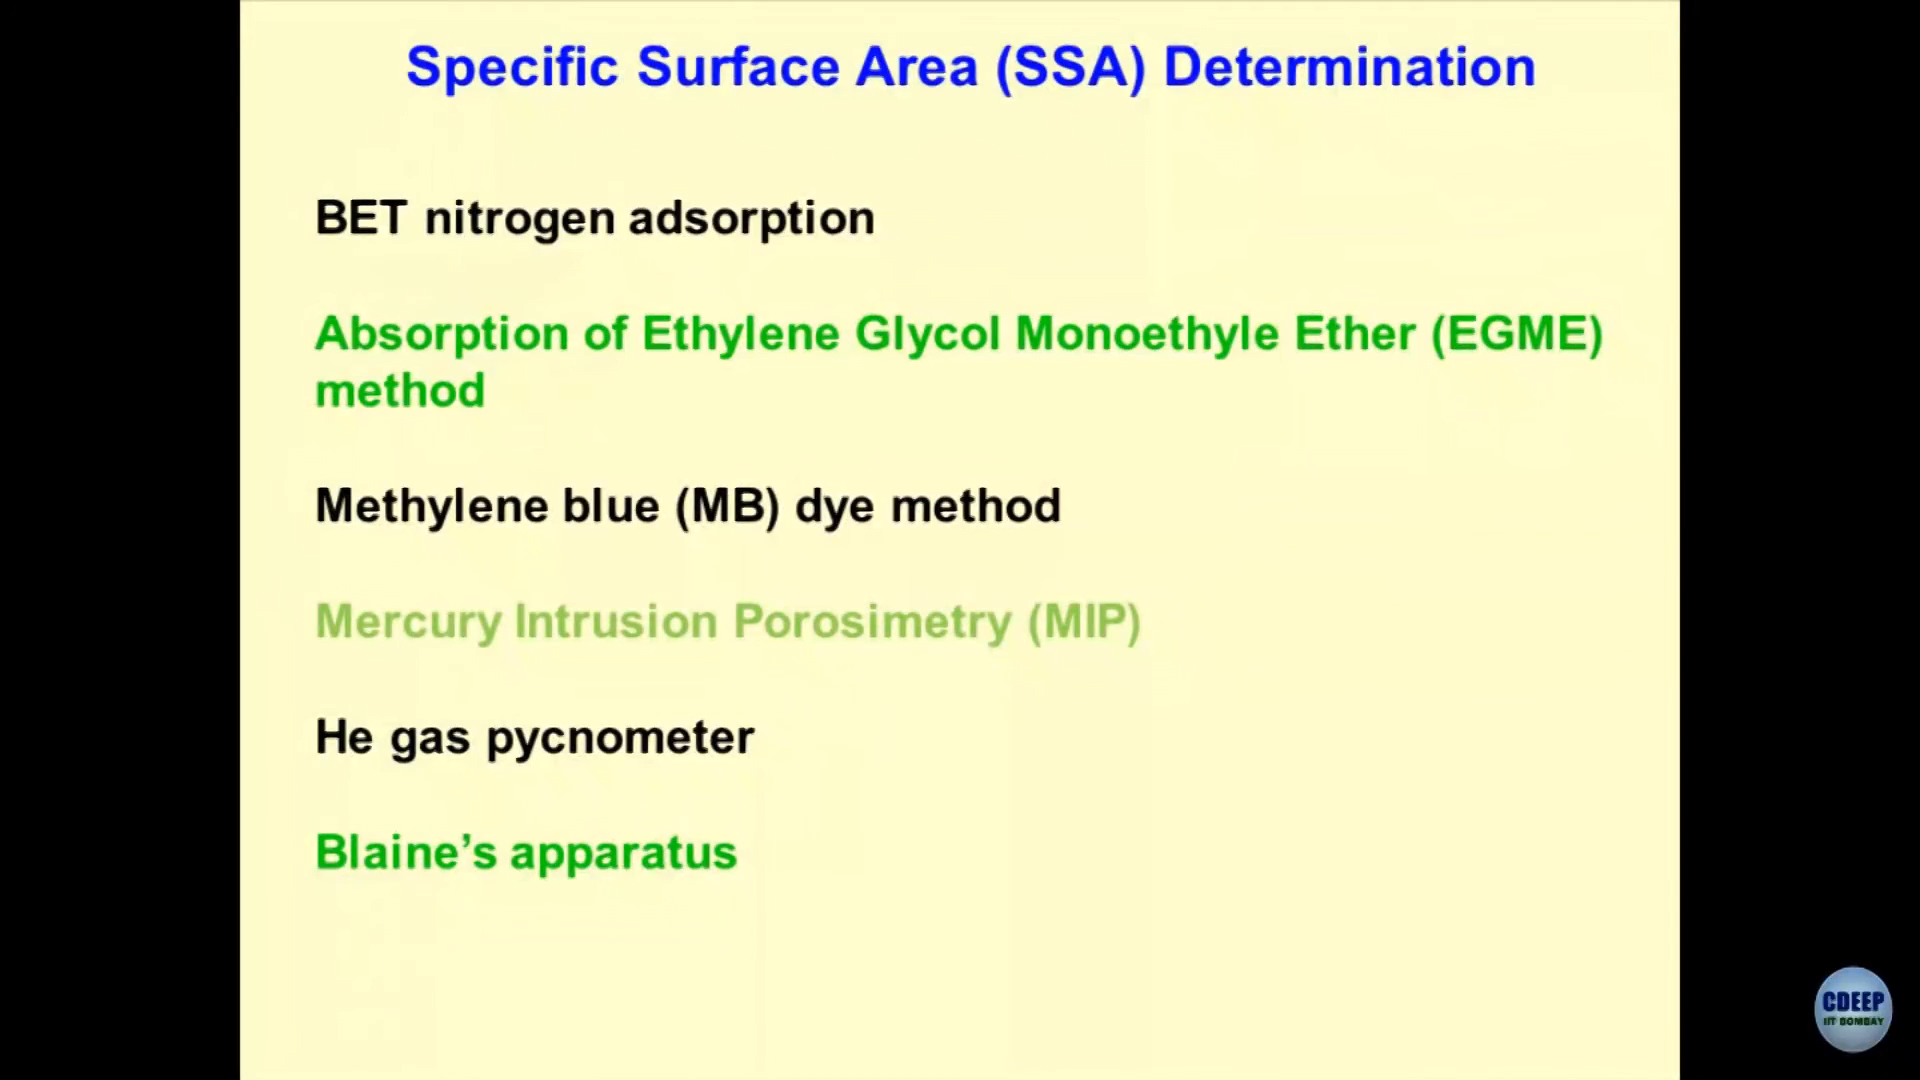 Specific Surface Area (SSA) Determination
BET nitrogen adsorption
Absorption of Ethylene Glycol Monoethyle Ether (EGME)
method
Methylene blue (MB) dye method
Mercury Intrusion Porosimetry (MIP)
He gas pycnometer
Blaine’s apparatus
CDEEP
IIT BOMBAY